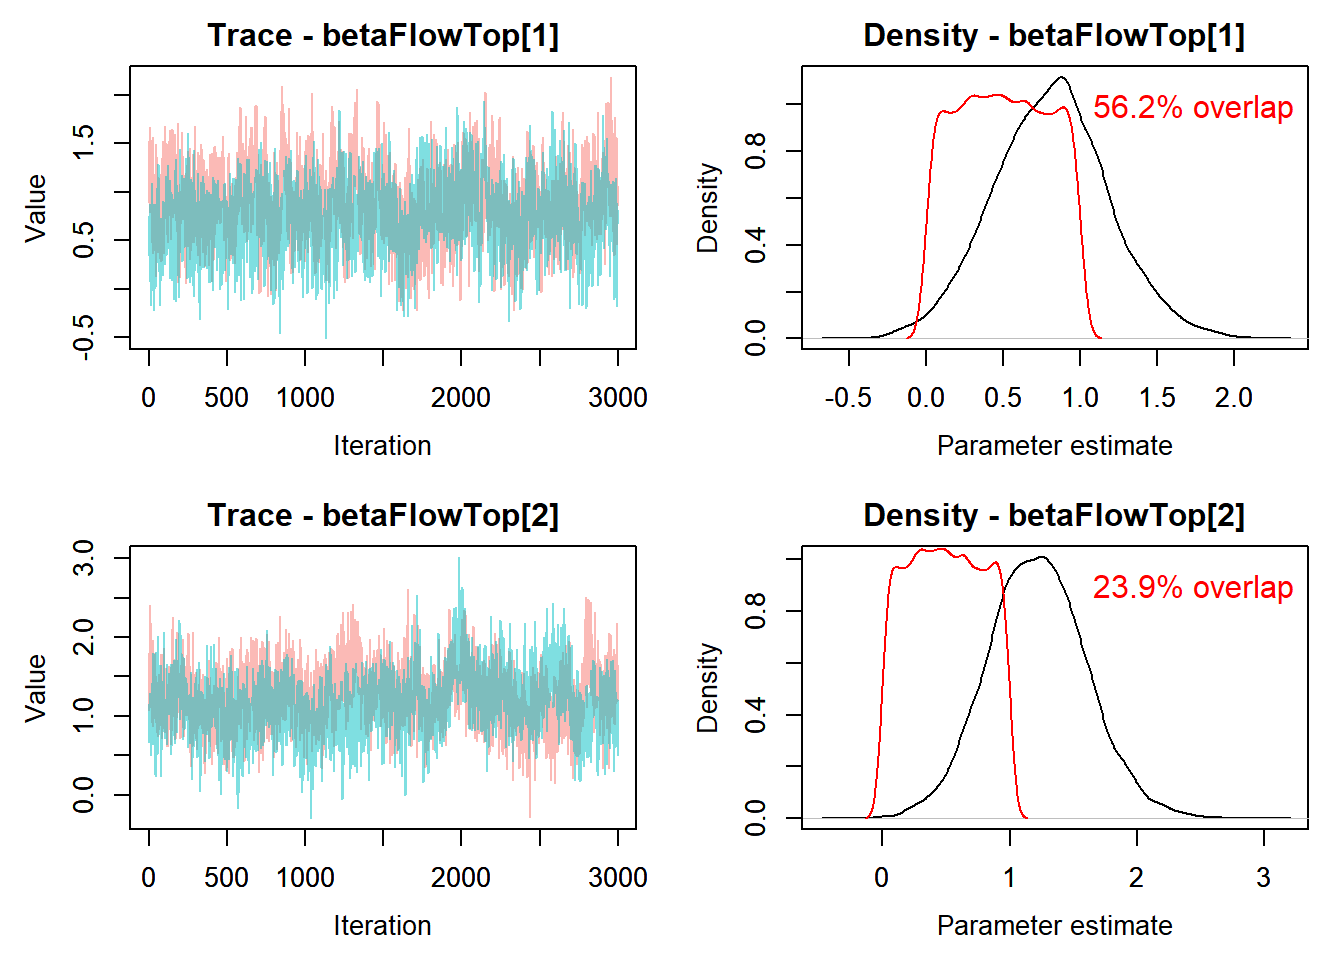 Trace - betaFlowTop[1]
Value
-0.5 0.5 1.5
0 500 1000 2000 3000
Iteration
Density - betaFlowTop[1]
56.2% overlap
Density
0.0 0.4 0.8
-0.5 0.0 0.5 1.0 1.5 2.0
Parameter estimate
Trace - betaFlowTop[2]
Value
0.0 1.0 2.0 3.0
0 500 1000 2000 3000
Iteration
Density - betaFlowTop[2]
23.9% overlap
Density
0.0 0.4 0.8
0 1 2 3
Parameter estimate